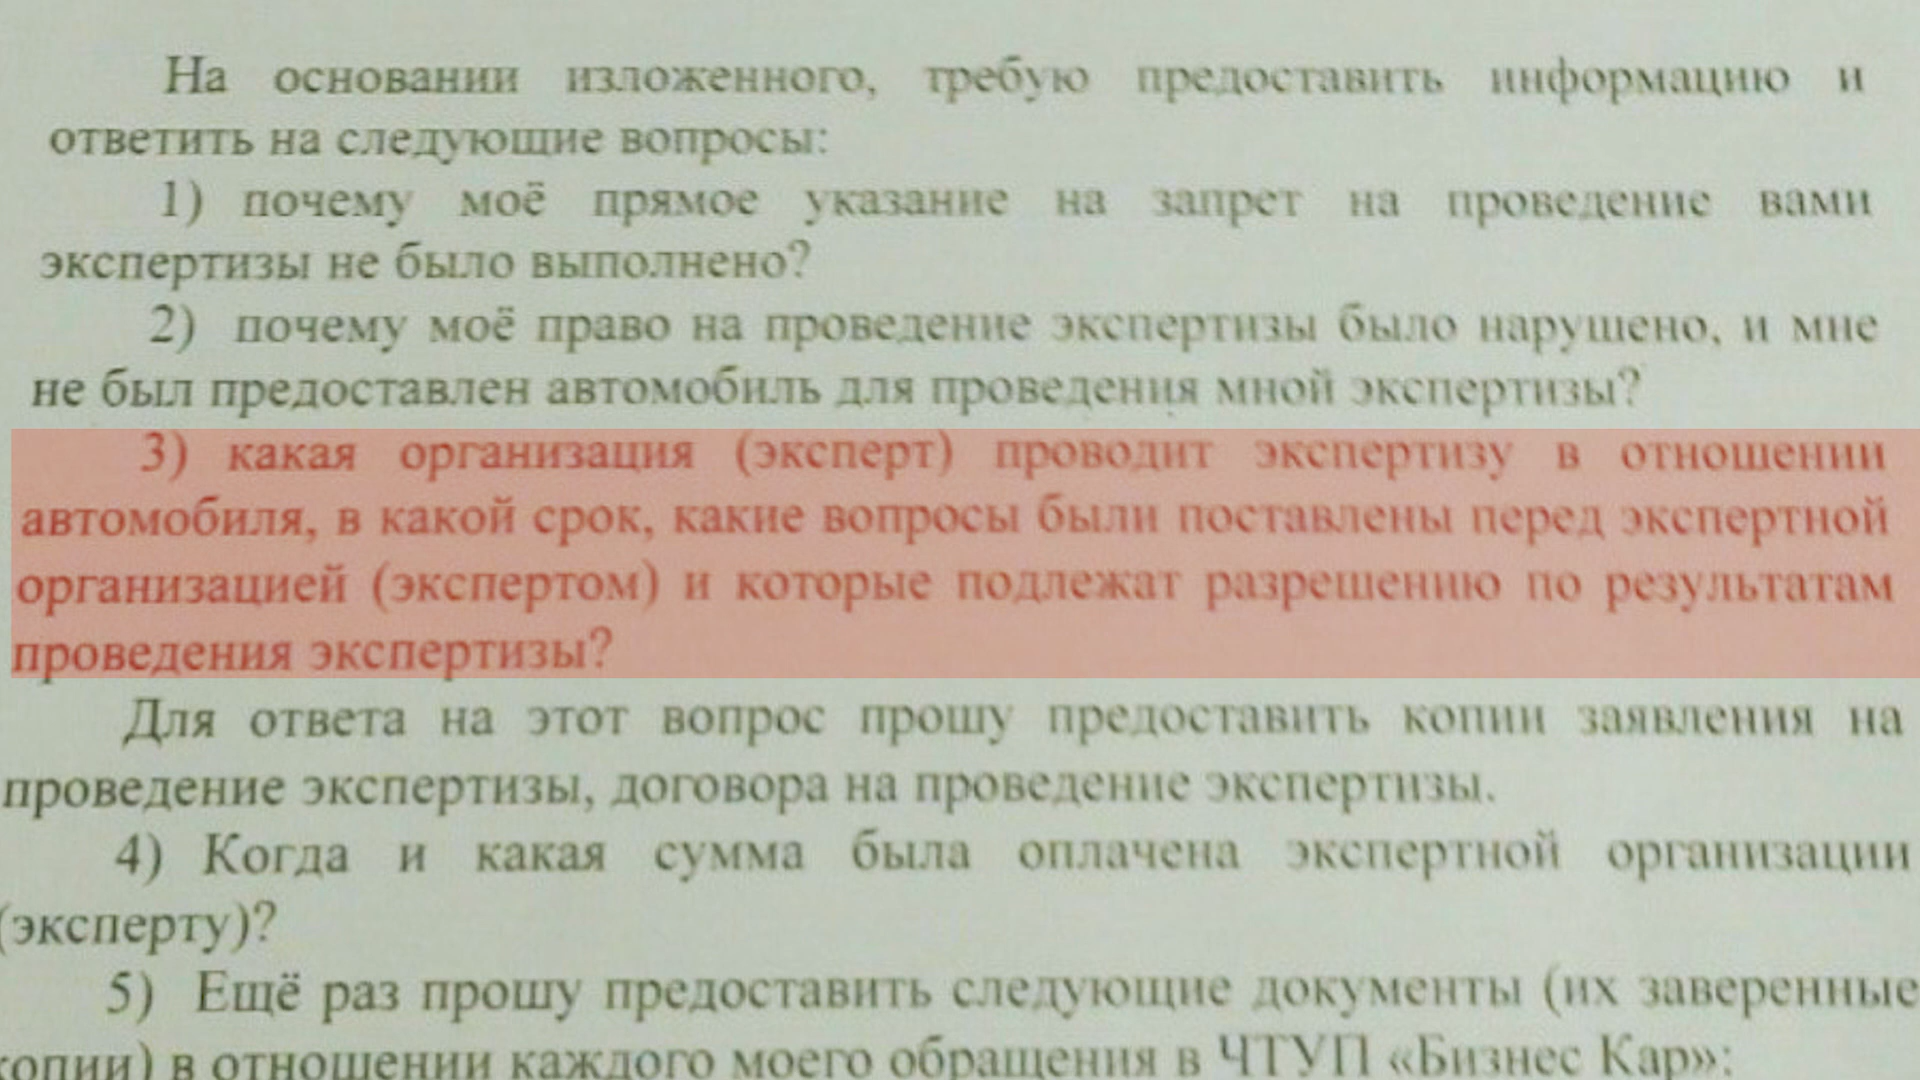 На основании изложенного, требую предоставить информацию и
ответить на следующие вопросы:
1) почему моё прямое указание на запрет на проведение вами
экспертизы не было выполнено?
2) почему моё право на проведение экспертизы было нарушено, и мне
не был предоставлен автомобиль для проведения мной экспертизы?
3) какая организация (эксперт) проводит экспертизу в отношении
автомобиля, в какой срок, какие вопросы были поставлены перед экспертной
организацией (экспертом) и которые подлежат разрешению по результатам
проведения экспертизы?
Для ответа на этот вопрос прошу предоставить копии заявления на
проведение экспертизы, договора на проведение экспертизы.
4) Когда и какая сумма была оплачена экспертной организации
(эксперту)?
5) Ещё раз прошу предоставить следующие документы (их заверенные
копии) в отношении каждого моего обращения в ЧТУП «Бизнес Кар»: